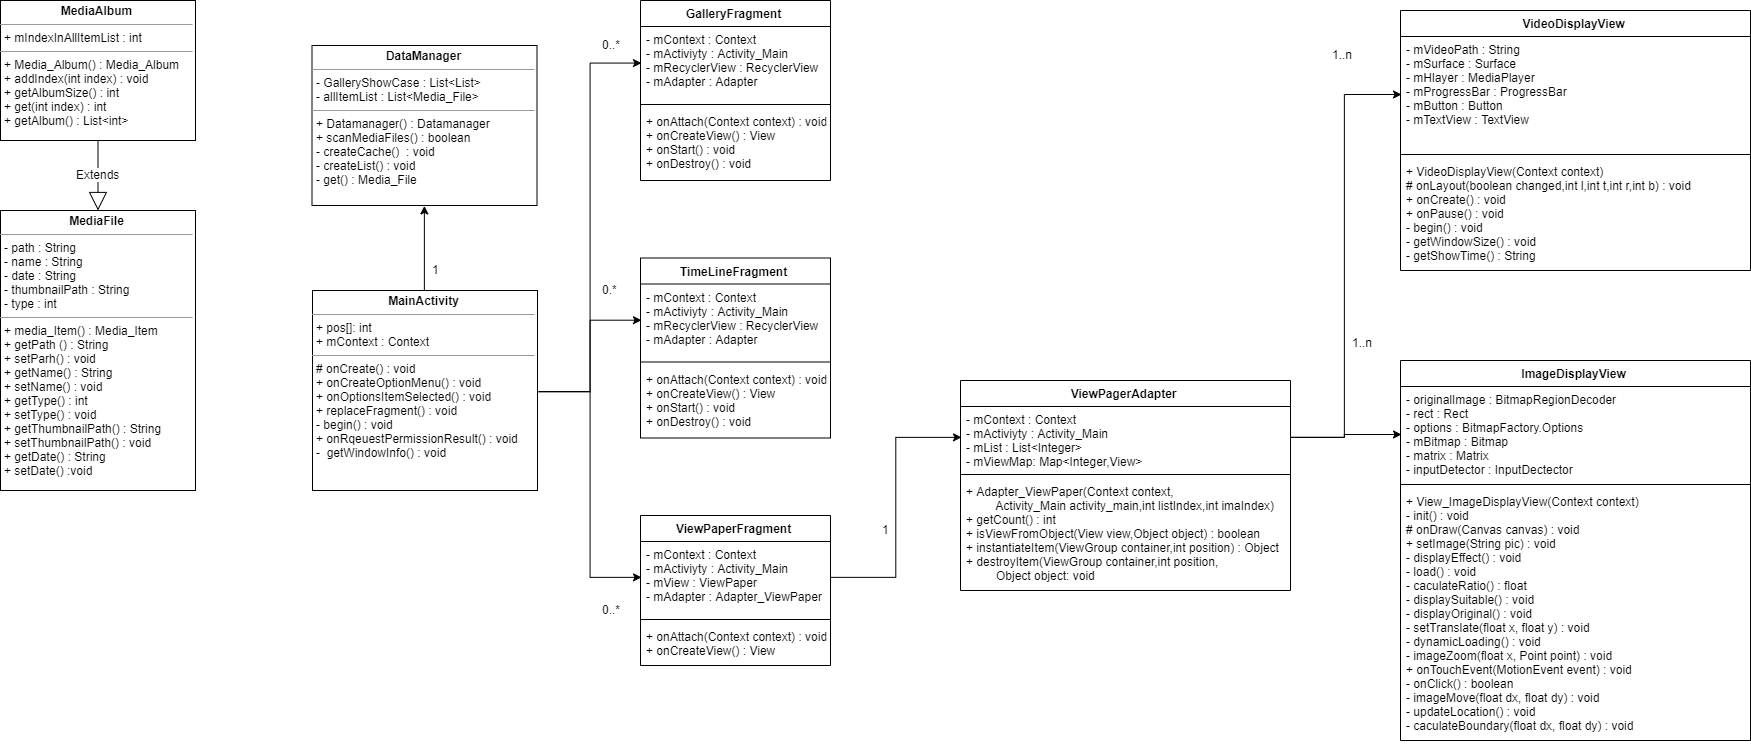 MediaAlbum
+ mIndexInAllItemList : int
+ Media_Album() : Media_Album
+ addIndex(int index) : void
+ getAlbumSize() : int
+ get(int index) : int
+ getAlbum() : List<int>
Extends
MediaFile
- path : String
- name : String
- date : String
- thumbnailPath : String
- type : int
+ media_Item() : Media_Item
+ getPath () : String
+ setParh() : void
+ getName() : String
+ setName() : void
+ getType() : int
+ setType() : void
+ getThumbnailPath() : String
+ setThumbnailPath() : void
+ getDate() : String
+ setDate() :void
DataManager
- GalleryShowCase : List<List>
- allItemList : List<Media_File>
+ Datamanager() : Datamanager
+ scanMediaFiles() : boolean
- createCache() : void
- createList() : void
- get() : Media_File
1
MainActivity
+ pos[]: int
+ mContext : Context
# onCreate() : void
+ onCreateOptionMenu() : void
+ onOptionsItemSelected() : void
+ replaceFragment() : void
- begin() : void
+ onRqeuestPermissionResult() : void
- getWindowInfo() : void
0..*
GalleryFragment
- mContext : Context
- mActiviyty : Activity_Main
- mRecyclerView : RecyclerView
- mAdapter : Adapter
+ onAttach(Context context) : void
+ onCreateView() : View
+ onStart() : void
+ onDestroy() : void
0.*
TimeLineFragment
- mContext : Context
- mActiviyty : Activity_Main
- mRecyclerView : RecyclerView
- mAdapter : Adapter
+ onAttach(Context context) : void
+ onCreateView() : View
+ onStart() : void
+ onDestroy() : void
0..*
ViewPaperFragment
- mContext : Context
- mActiviyty : Activity_Main
- mView : ViewPaper
- mAdapter : Adapter_ViewPaper
+ onAttach(Context context) : void
+ onCreateView() : View
1
ViewPagerAdapter
- mContext : Context
- mActiviyty : Activity_Main
- mList : List<Integer>
- mViewMap: Map<Integer,View>
+ Adapter_ViewPaper(Context context,
Activity_Main activity_main,int listIndex,int imaIndex)
+ getCount() : int
+ isViewFromObject(View view,Object object) : boolean
+ instantiateItem(ViewGroup container,int position) : Object
+ destroyItem(ViewGroup container,int position,
Object object: void
1..n
VideoDisplayView
- mVideoPath : String
- mSurface : Surface
- mHlayer : MediaPlayer
- mProgressBar : ProgressBar
- mButton : Button
- mTextView : TextView
+ VideoDisplayView(Context context)
# onLayout(boolean changed,int l,int t,int r,int b) : void
+ onCreate() : void
+ onPause() : void
- begin() : void
- getWindowSize() : void
- getShowTime() : String
1..n
ImageDisplayView
- originalImage : BitmapRegionDecoder
- rect : Rect
- options : BitmapFactory.Options
- mBitmap : Bitmap
- matrix : Matrix
- inputDetector : InputDectector
+ View_ImageDisplayView(Context context)
- init() : void
# onDraw(Canvas canvas) : void
+ setImage(String pic) : void
- displayEffect() : void
- load() : void
- caculateRatio() : float
- displaySuitable() : void
- displayOriginal() : void
- setTranslate(float x, float y) : void
- dynamicLoading() : void
- imageZoom(float x, Point point) : void
+ onTouchEvent(MotionEvent event) : void
- onClick() : boolean
- imageMove(float dx, float dy) : void
- updateLocation() : void
- caculateBoundary(float dx, float dy) : void